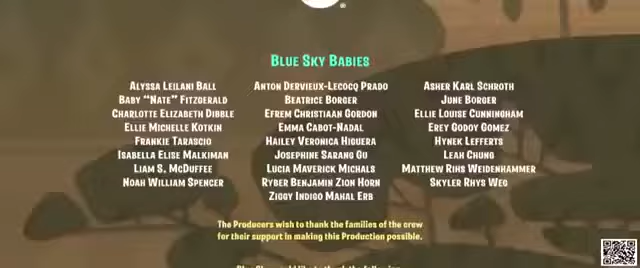 ®
Blue Sky Babies
Alyssa Leilani Ball
Baby “Nate” Fitzgerald
Charlotte Elizabeth Dibble
Ellie Michelle Kotkin
Frankie Tarascio
Isabella Elise Malkiman
Liam S. McDuffee
Noah William Spencer
Anton Dervieux-Lecocq Prado
Beatrice Borger
Efrem Christiaan Gordon
Emma Cabot-Nadal
Hailey Veronica Higuera
Josephine Sarang Gu
Lucia Maverick Michals
Ryder Benjamin Zion Horn
Ziggy Indigo Mahal Erb
Asher Karl Schroth
June Borger
Ellie Louise Cunningham
Erey Godoy Gomez
Hynek Lefferts
Leah Chung
Matthew Rihs Weidenhammer
Skyler Rhys Weg
The Producers wish to thank the families of the crew
for their support in making this Production possible.